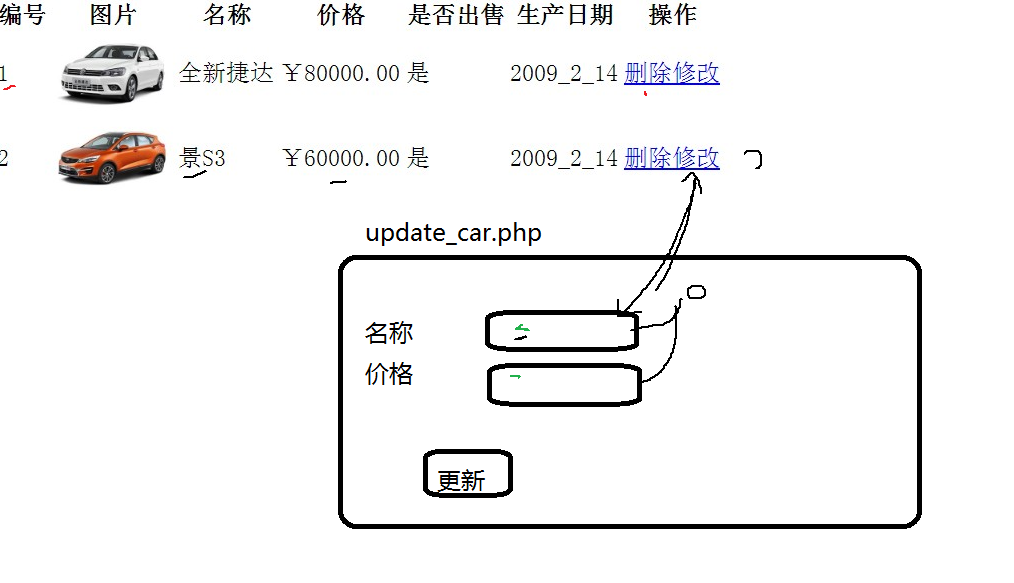 编号 图片 名称 价格 是否出售 生产日期 操作
1 全新捷达 ￥80000.00 是 2009_2_14 删除修改
2 景S3 ￥60000.00 是 2009_2_14 删除修改
update_car.php
名称
价格
更新